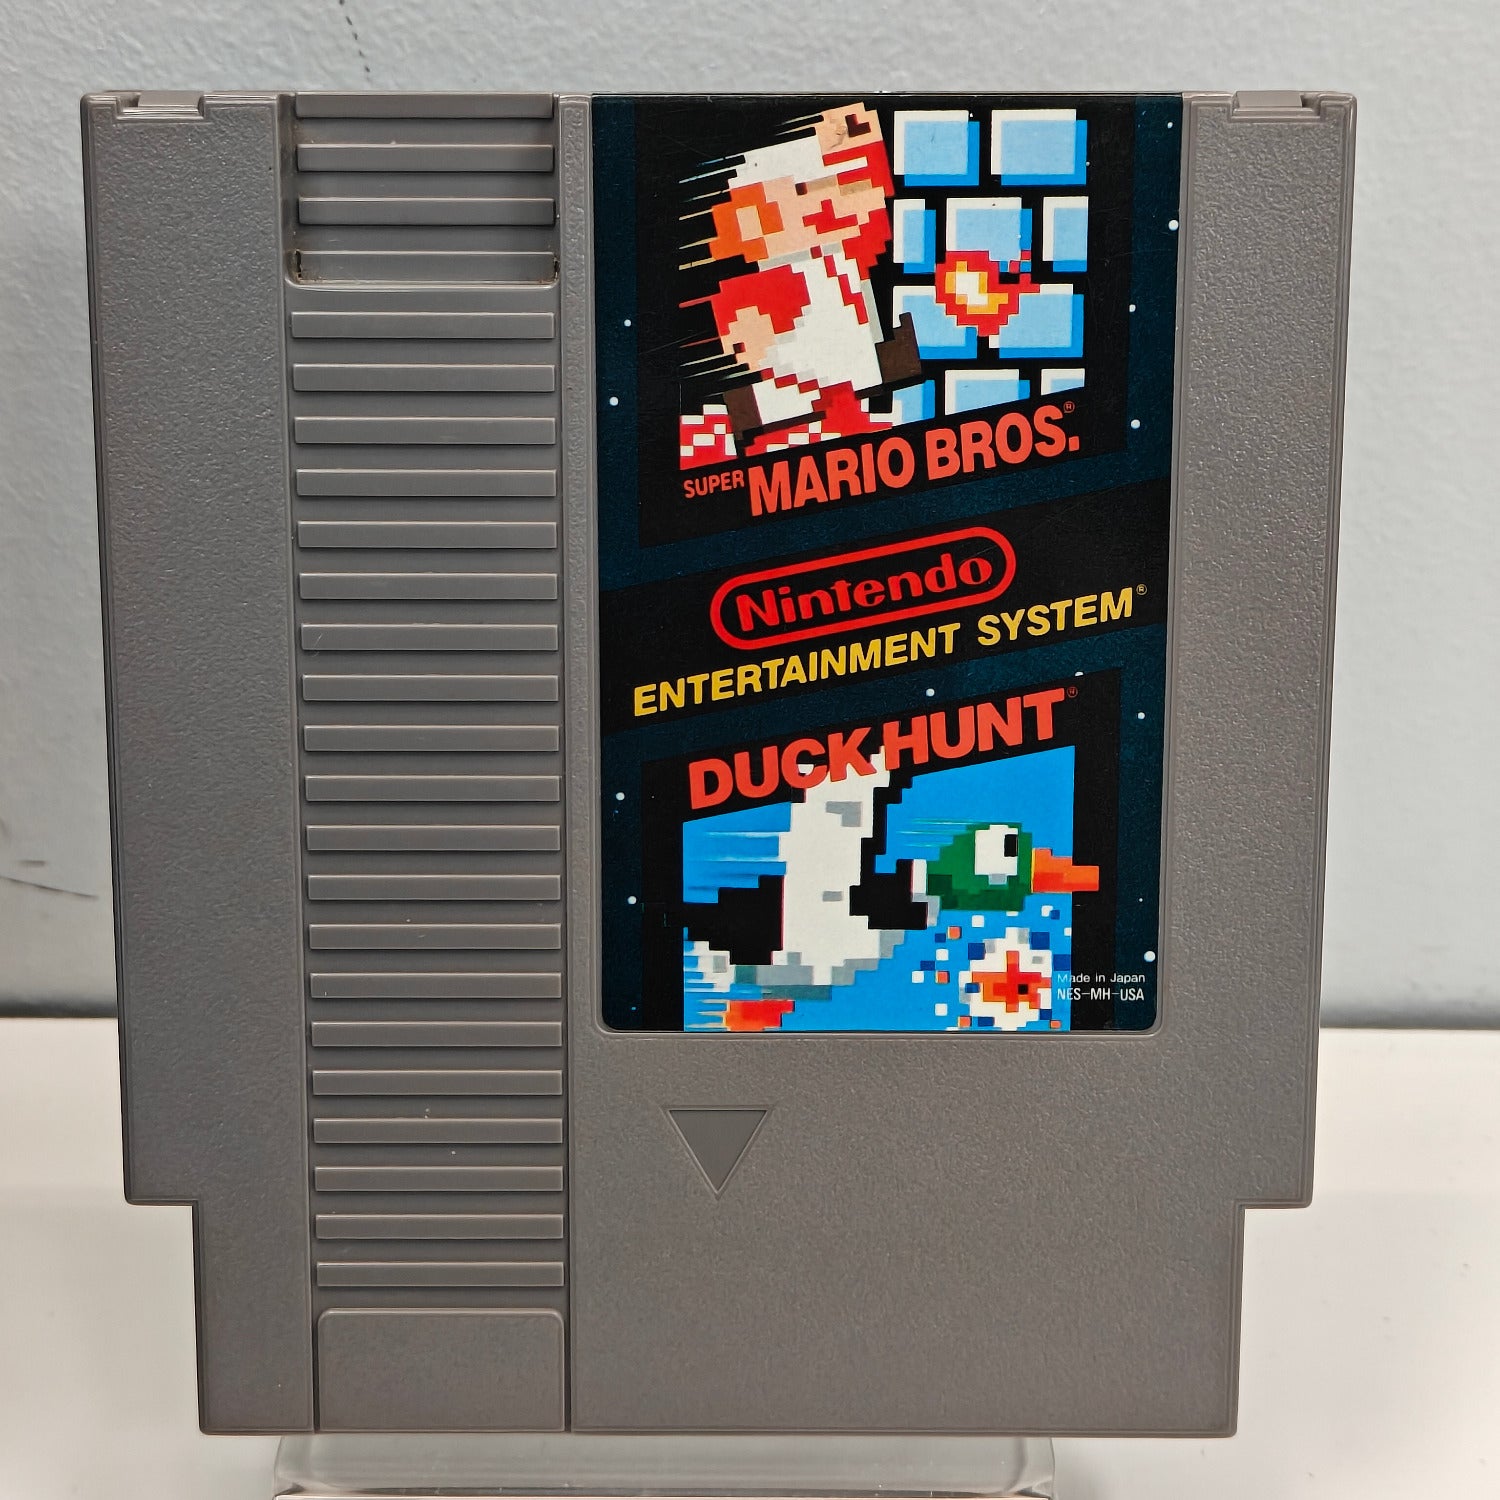 SUPER MARIO BROS.®
Nintendo
ENTERTAINMENT SYSTEM®
DUCK HUNT®
Made in Japan
NES-MH-USA